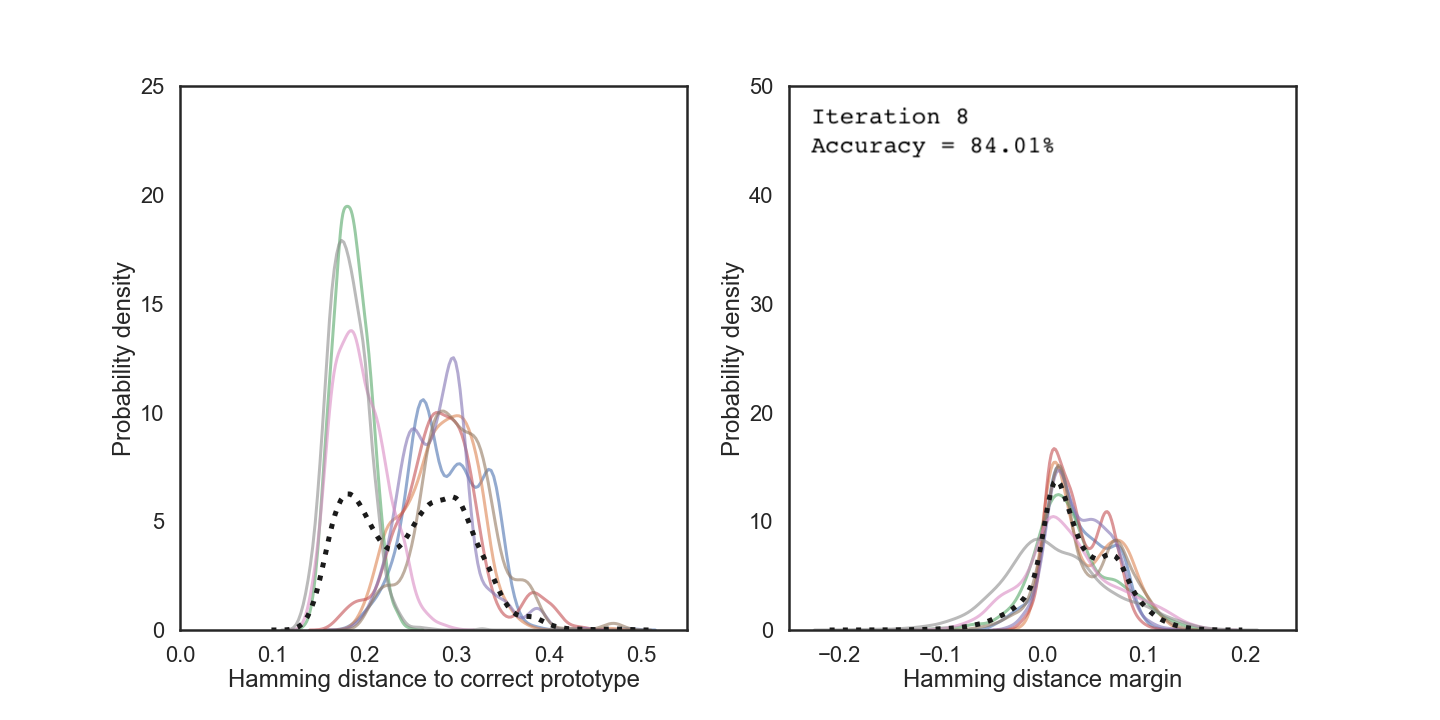 25
20
15
10
5
0
Probability density
0.0 0.1 0.2 0.3 0.4 0.5
Hamming distance to correct prototype
50
40
30
20
10
0
Probability density
Iteration 8
Accuracy = 84.01%
−0.2 −0.1 0.0 0.1 0.2
Hamming distance margin